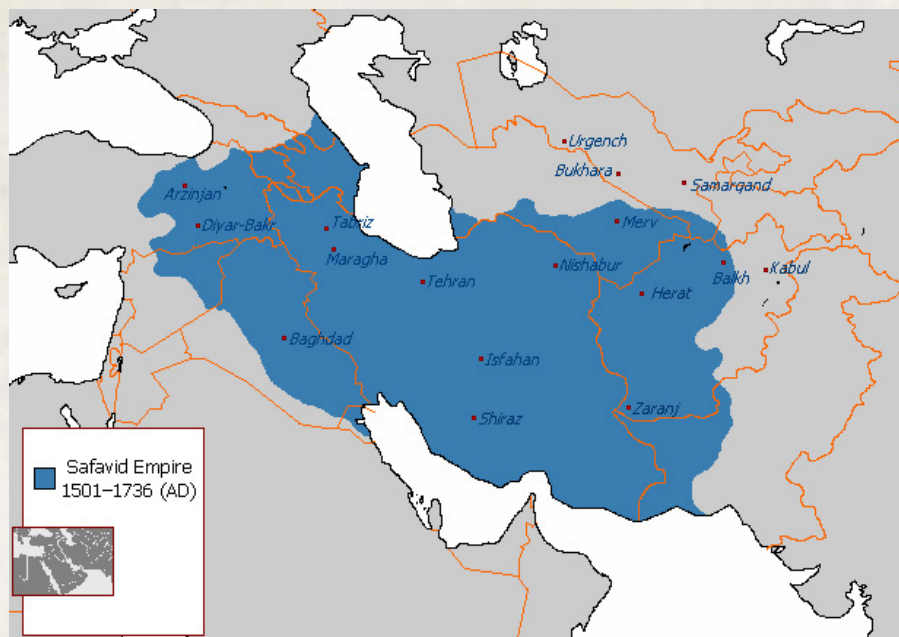 Urgench
Bukhara
Samarqand
Arzinjan
Merv
Diyar-Bakr
Tabriz
Maragha
Nishabur
Balkh
Kabul
Tehran
Herat
Baghdad
Isfahan
Zaranj
Shiraz
Safavid Empire
1501–1736 (AD)